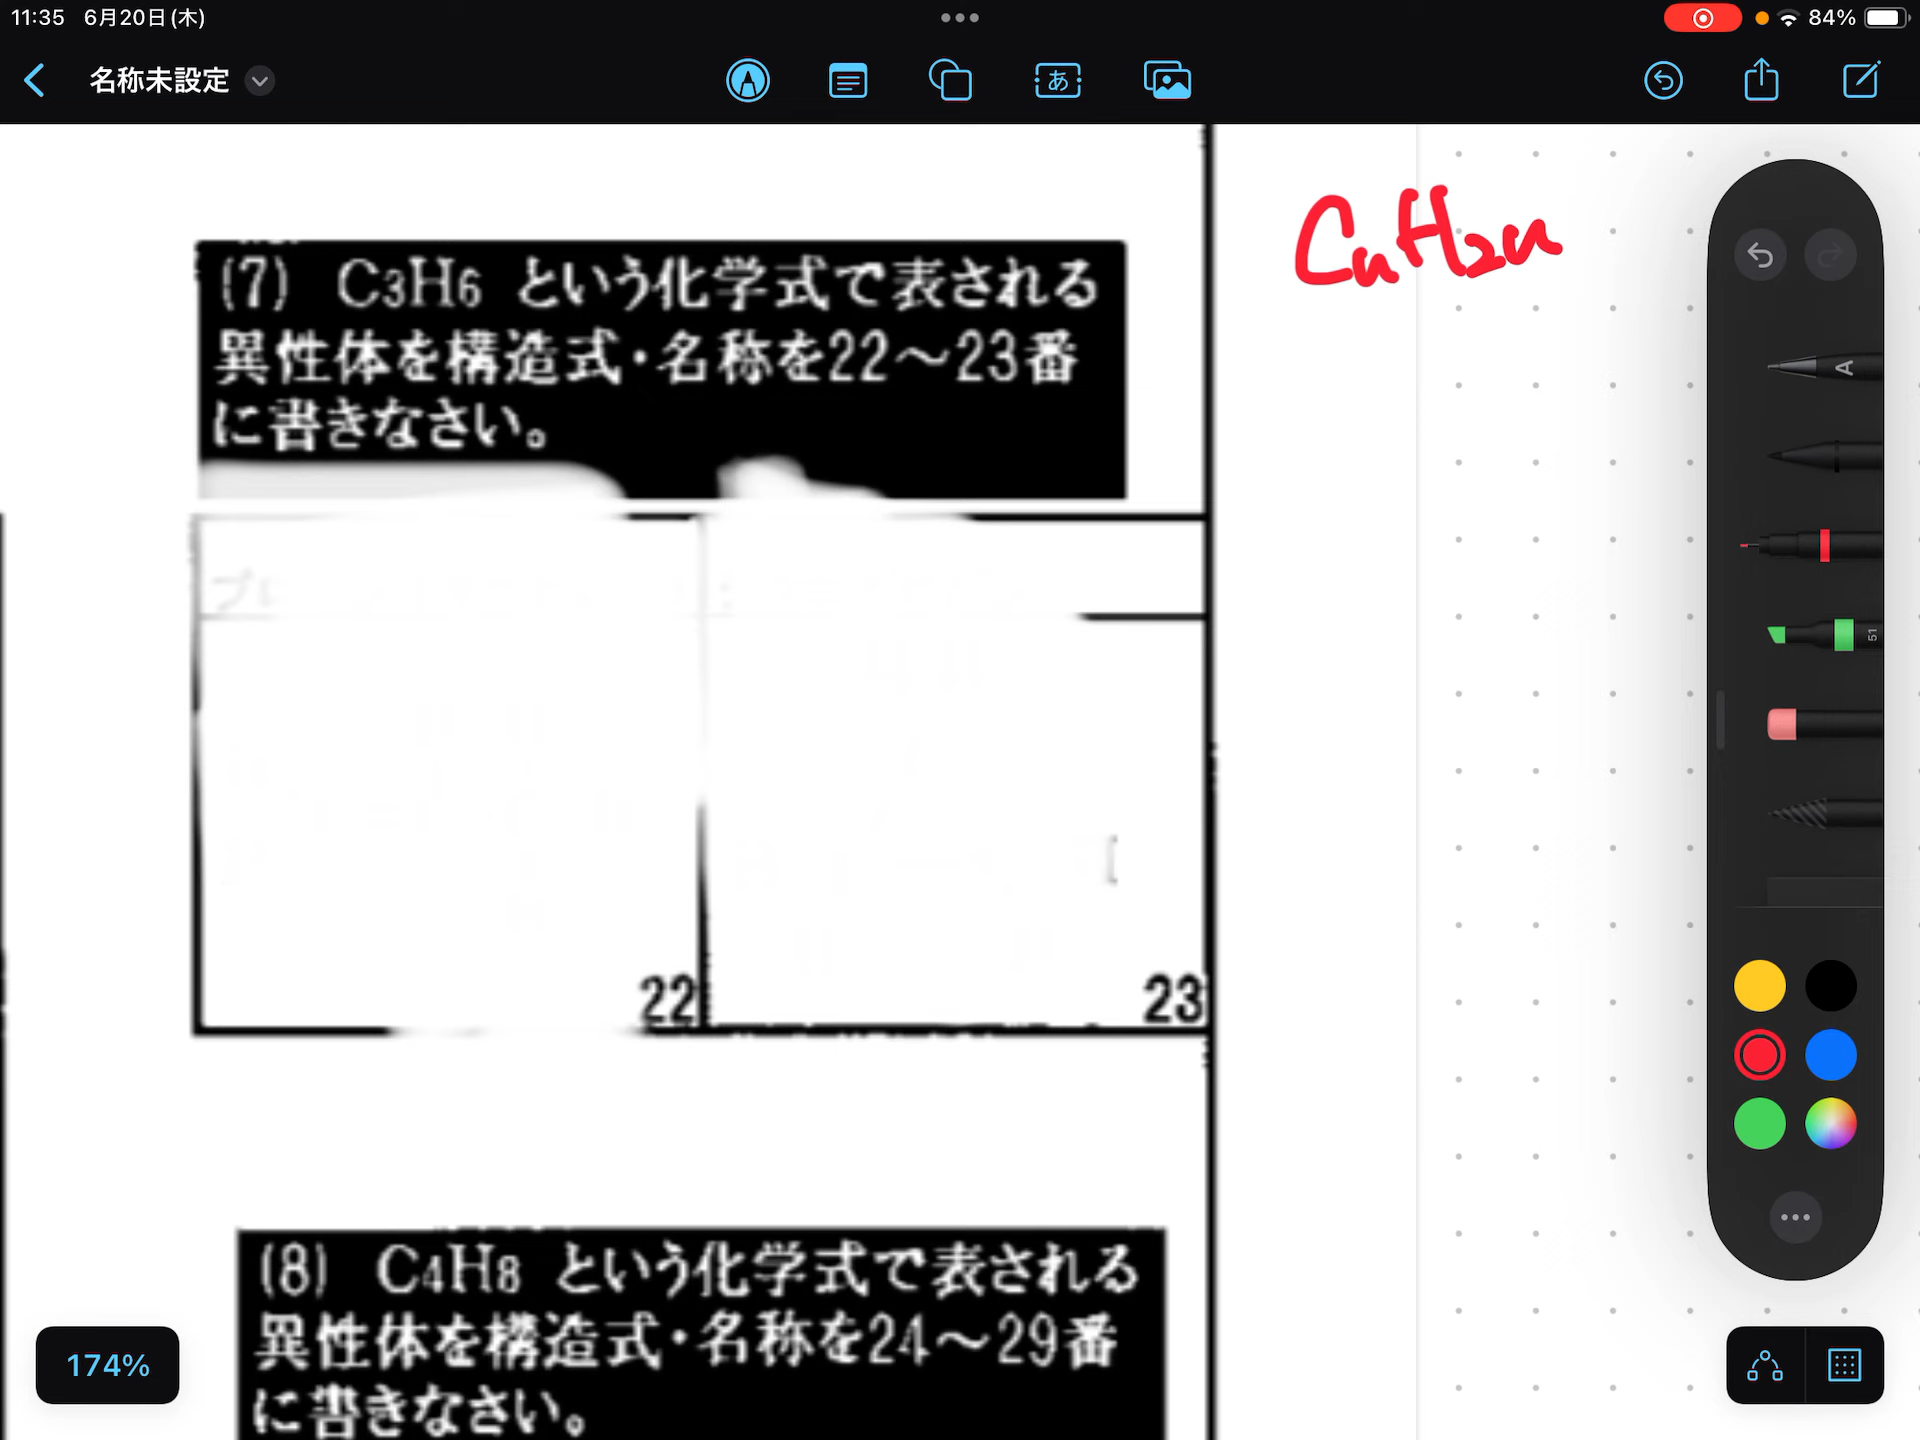 11:35 6月20日(木)
84%
名称未設定
あ
CnH2n
(7) C3H6 という化学式で表される
異性体を構造式・名称を22～23番
に書きなさい。
A
51
22
23
(8) C4H8 という化学式で表される
異性体を構造式・名称を24～29番
に書きなさい。
174%